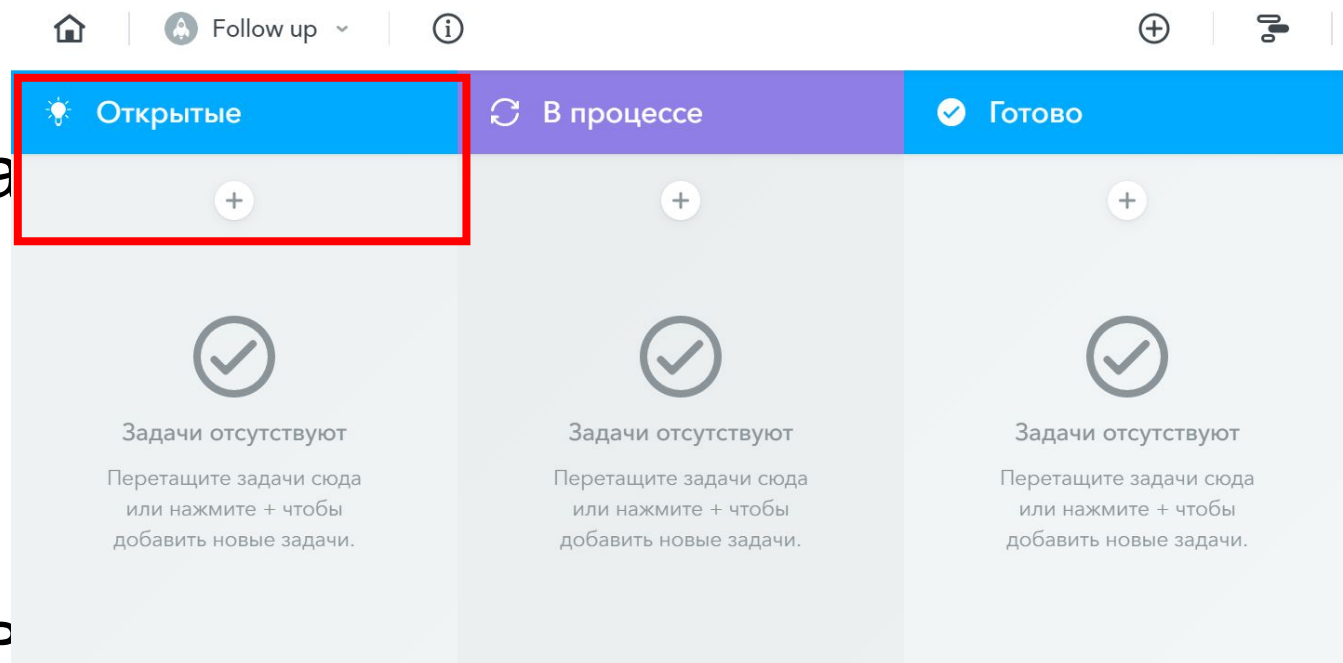 Follow up
Открытые
В процессе
Готово
Задачи отсутствуют
Перетащите задачи сюда
или нажмите + чтобы
добавить новые задачи.
Задачи отсутствуют
Перетащите задачи сюда
или нажмите + чтобы
добавить новые задачи.
Задачи отсутствуют
Перетащите задачи сюда
или нажмите + чтобы
добавить новые задачи.